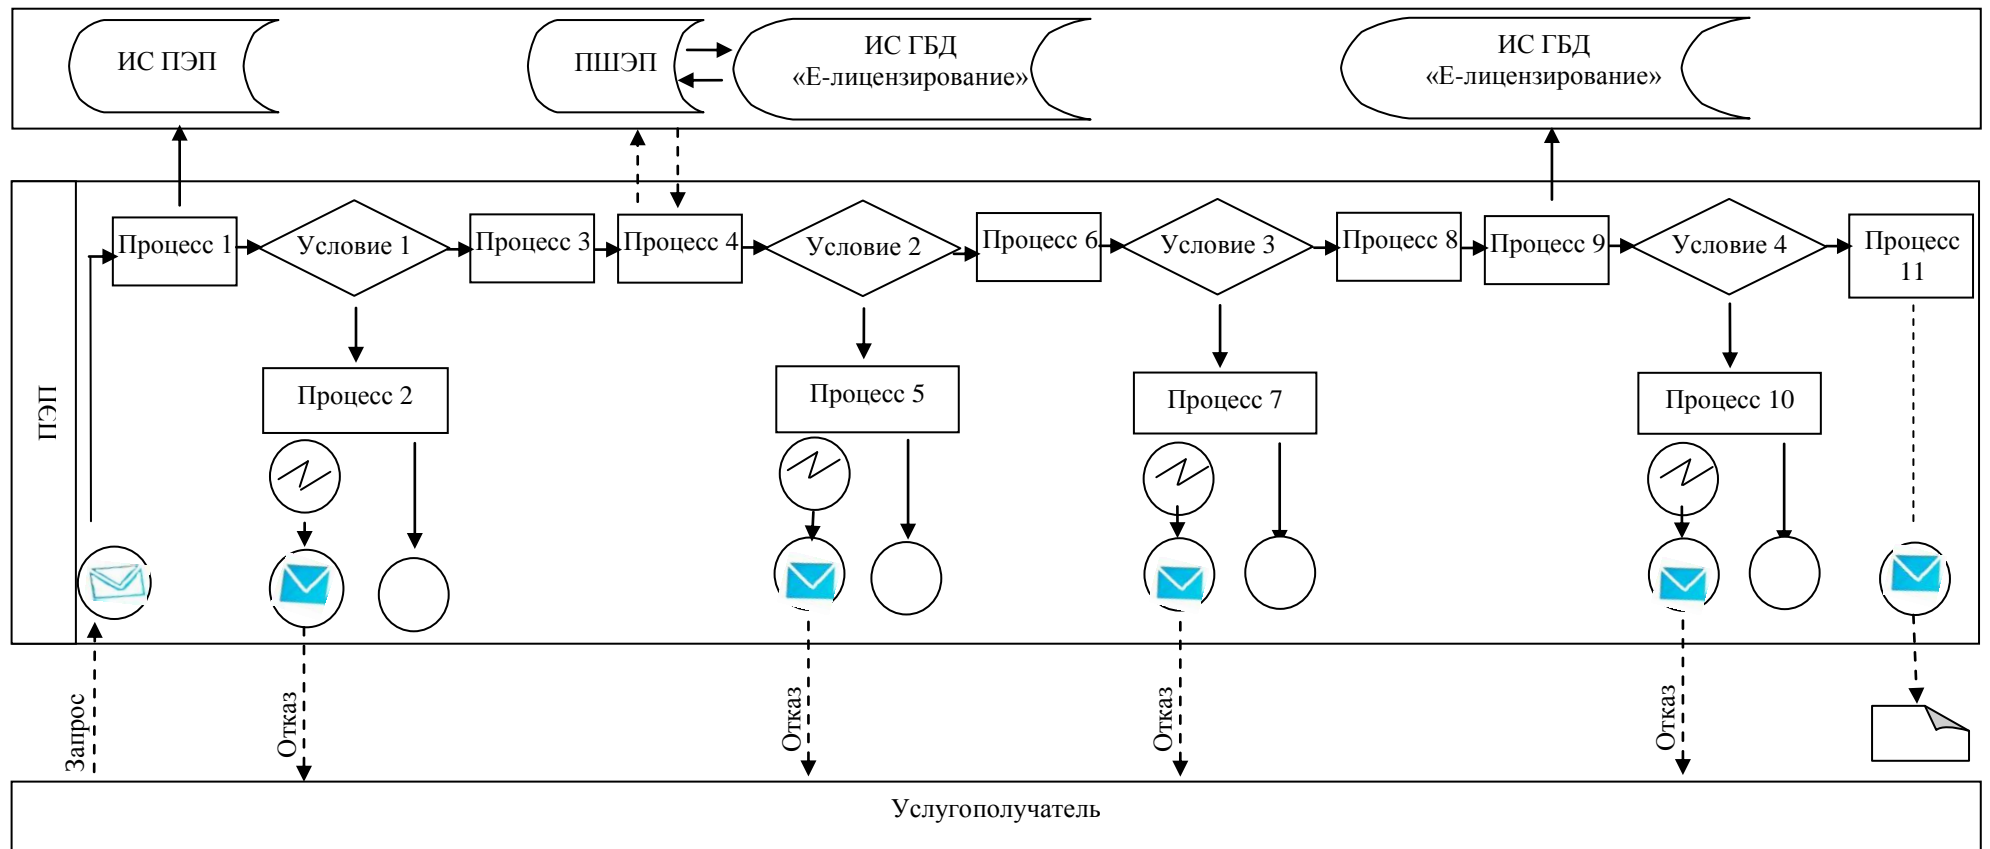 ИС ПЭП
ПШЭП
ИС ГБД
«Е-лицензирование»
ИС ГБД
«Е-лицензирование»
ПЭП
Процесс 1
Условие 1
Процесс 3
Процесс 4
Условие 2
Процесс 6
Условие 3
Процесс 8
Процесс 9
Условие 4
Процесс
11
Процесс 2
Процесс 5
Процесс 7
Процесс 10
Запрос
Отказ
Отказ
Отказ
Отказ
Услугополучатель